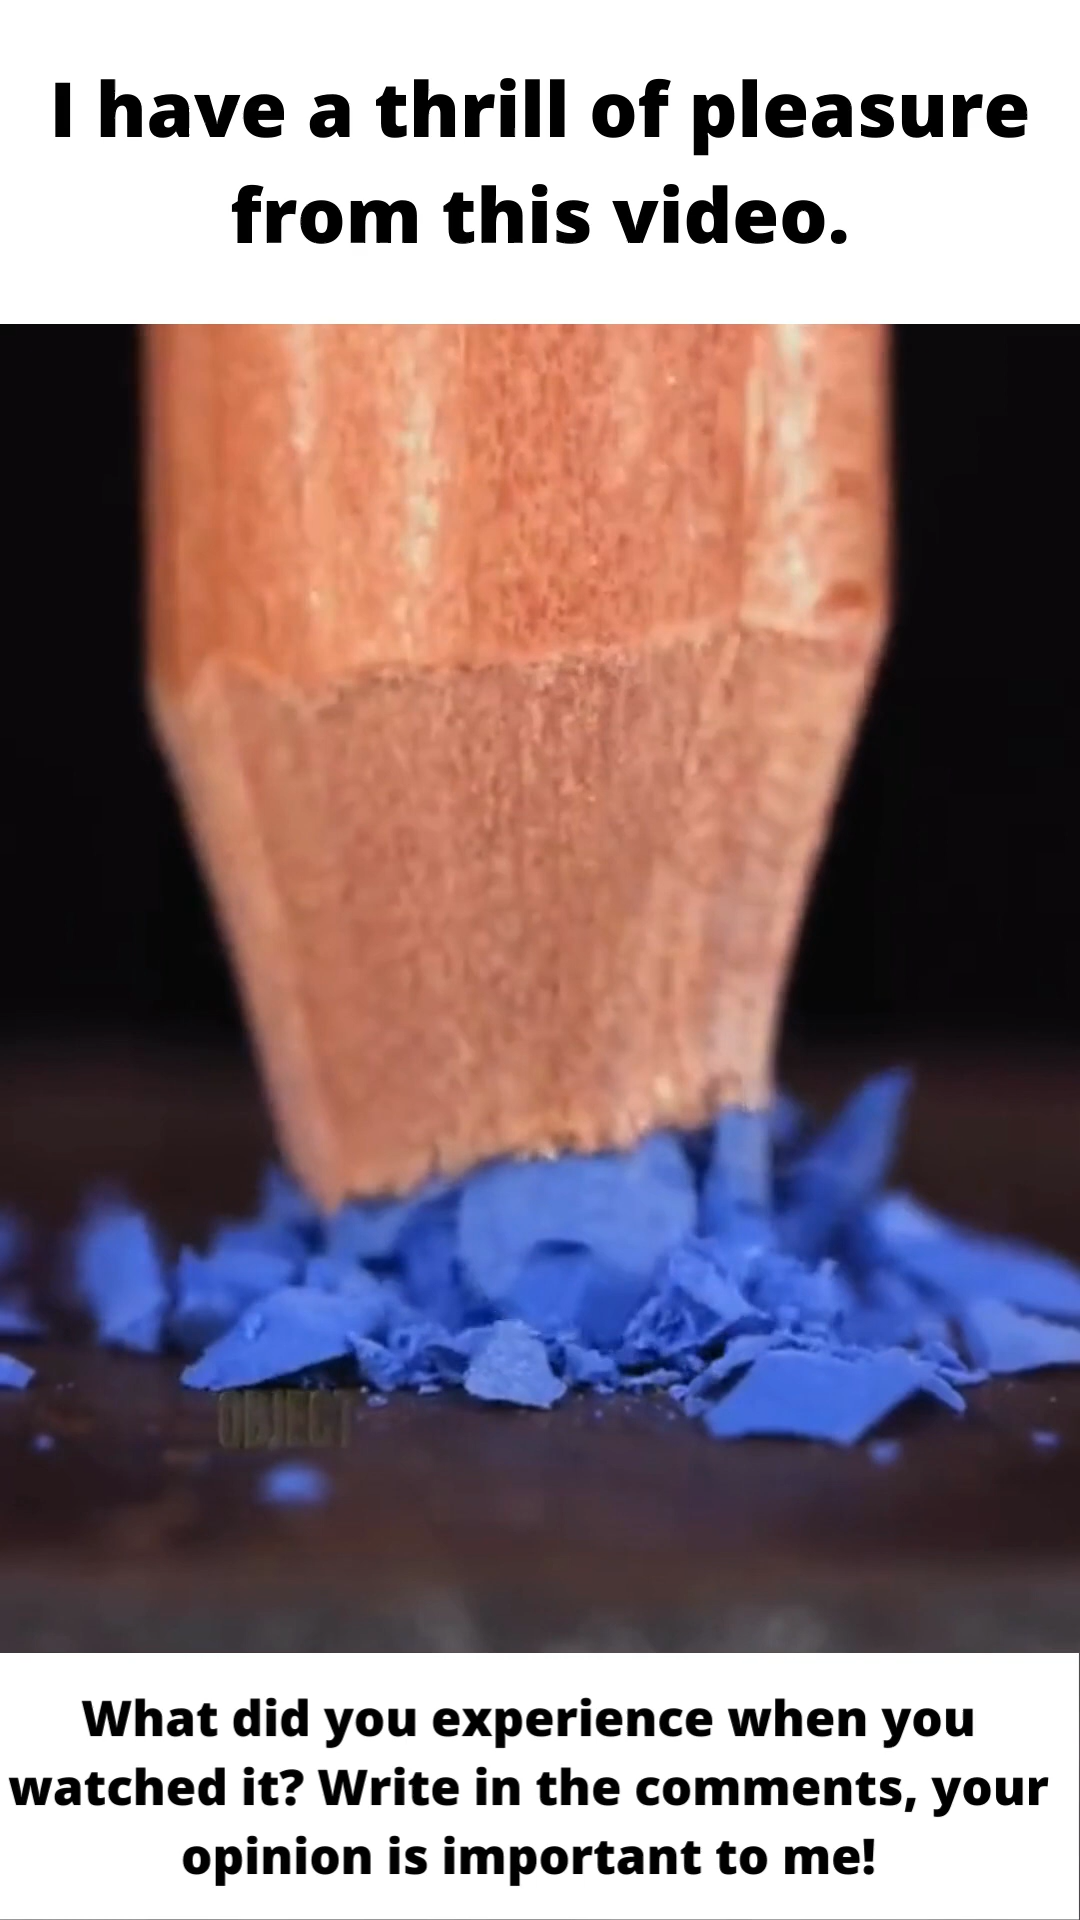 I have a thrill of pleasure
from this video.
OBJECT
What did you experience when you
watched it? Write in the comments, your
opinion is important to me!